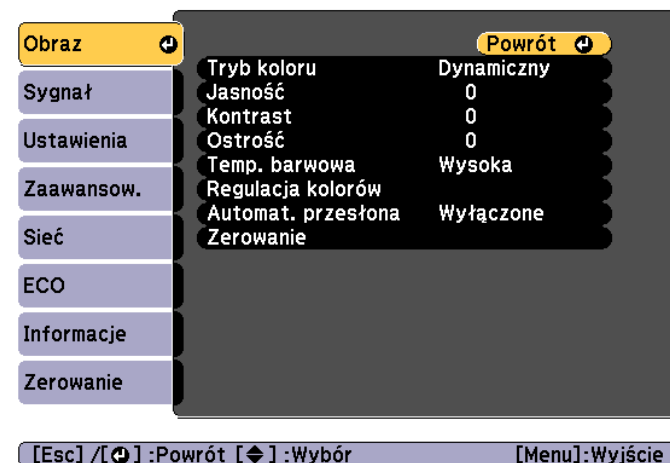 Obraz
Sygnał
Ustawienia
Zaawansow.
Sieć
ECO
Informacje
Zerowanie
Powrót
Tryb koloru Dynamiczny
Jasność 0
Kontrast 0
Ostrość 0
Temp. barwowa Wysoka
Regulacja kolorów
Automat. przesłona Wyłączone
Zerowanie
[Esc] /[⏎] :Powrót [◆] :Wybór [Menu]:Wyjście